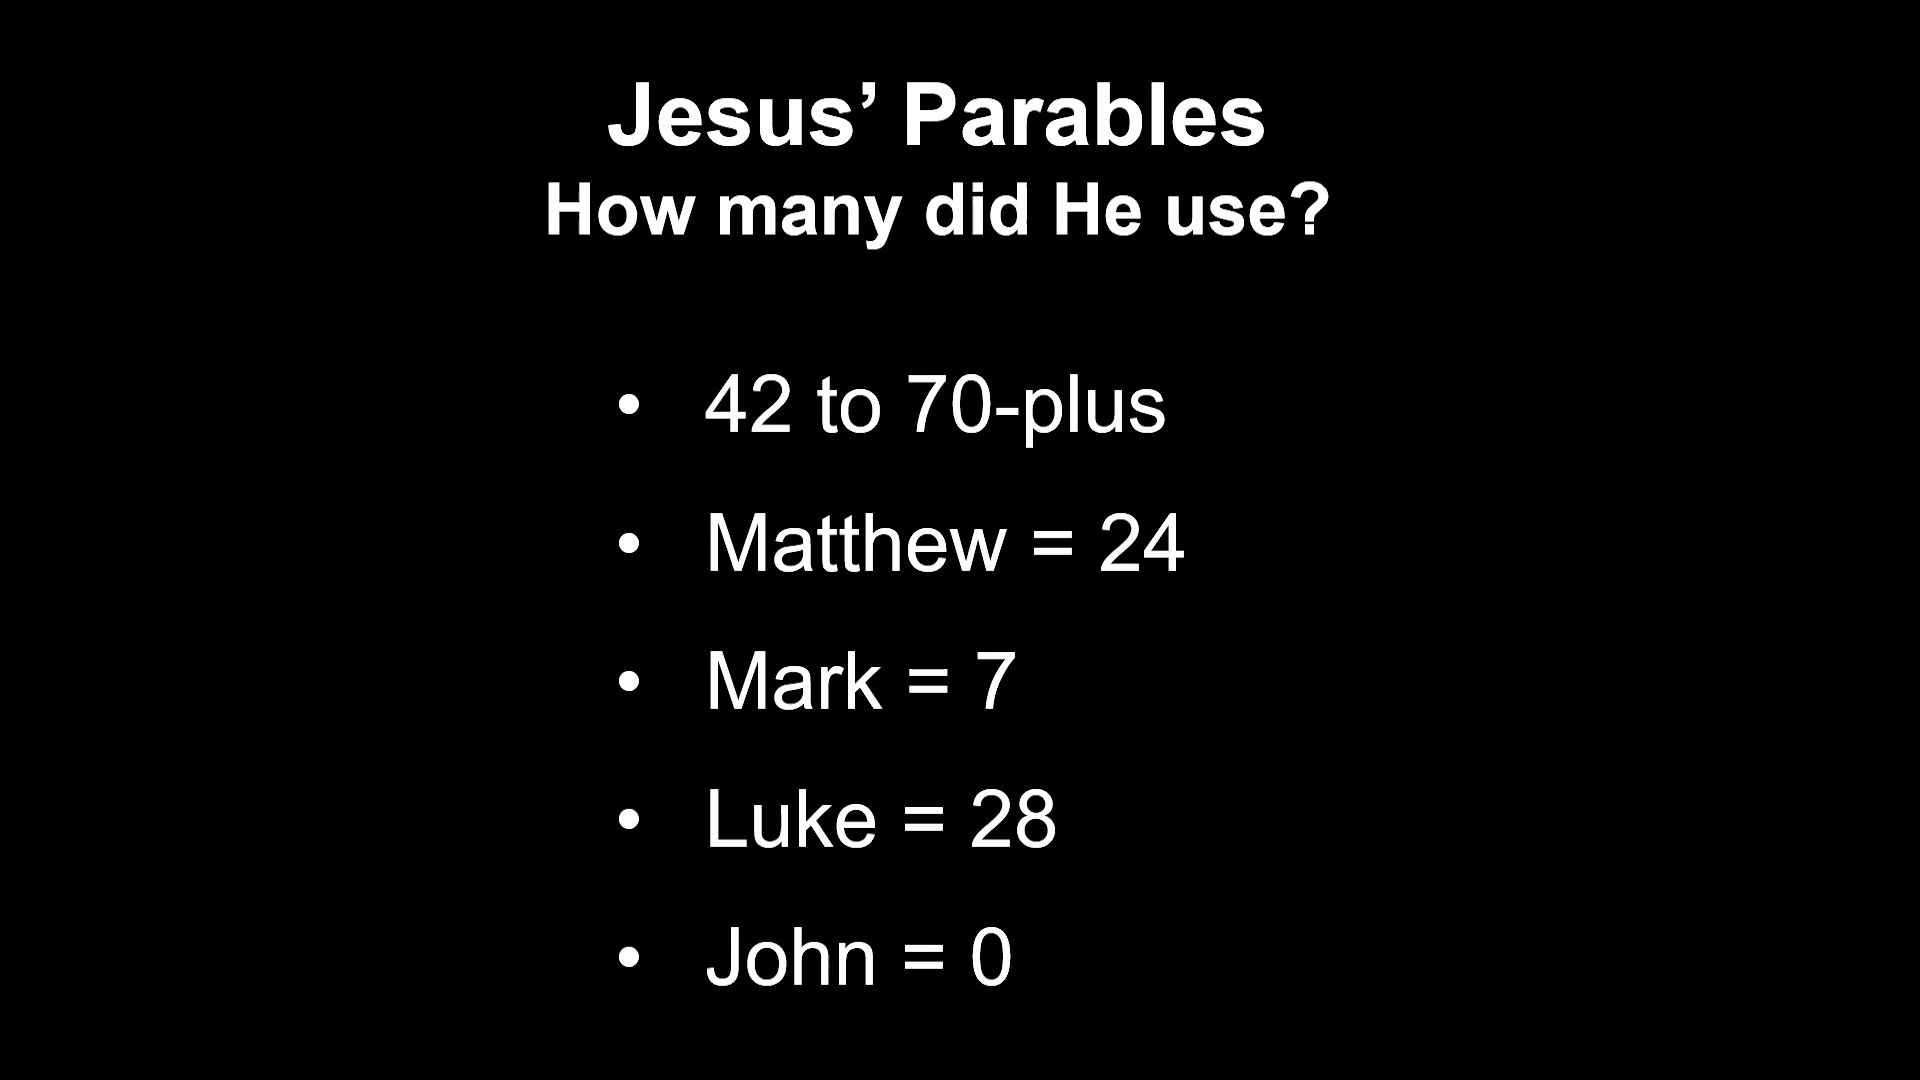 Jesus’ Parables
How many did He use?
• 42 to 70-plus
• Matthew = 24
• Mark = 7
• Luke = 28
• John = 0